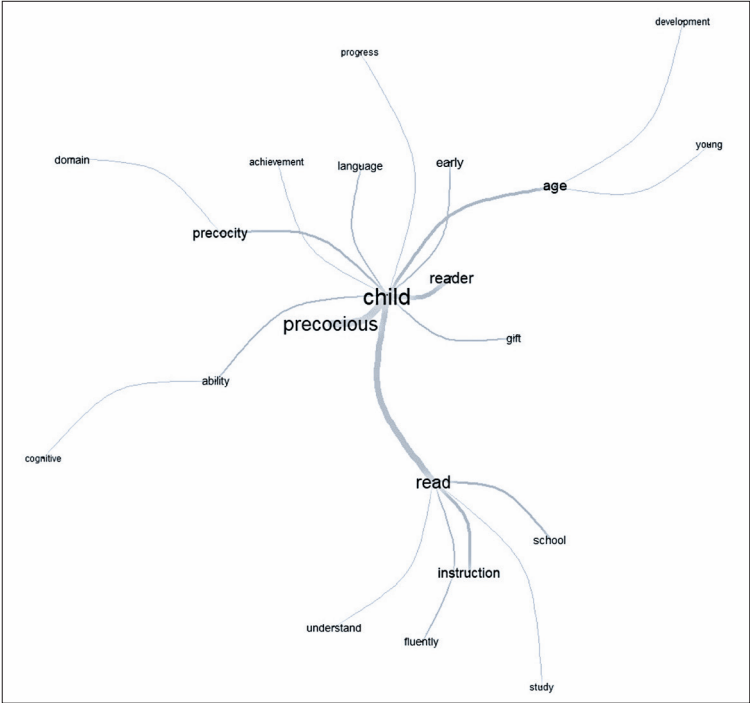 development
progress
young
domain
achievement
language
early
age
precocity
reader
child
precocious
gift
ability
cognitive
read
school
instruction
understand
fluently
study